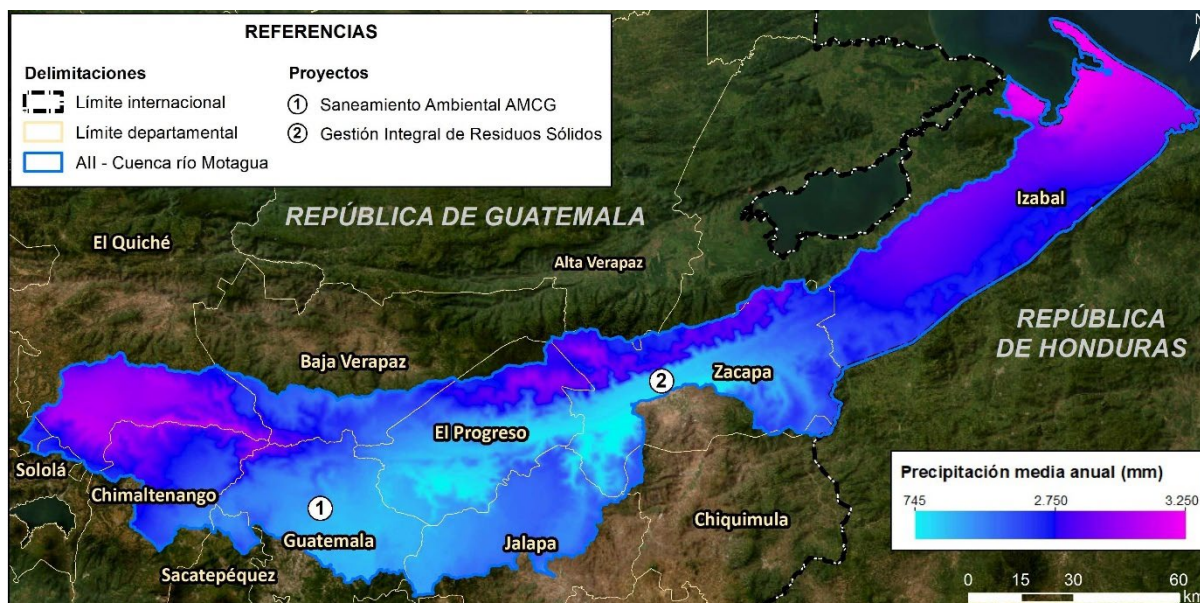 REFERENCIAS
Delimitaciones
Límite internacional
Límite departamental
AII - Cuenca río Motagua
Proyectos
1 Saneamiento Ambiental AMCG
2 Gestión Integral de Residuos Sólidos
N
REPÚBLICA DE GUATEMALA
Izabal
El Quiché
Alta Verapaz
REPÚBLICA
DE HONDURAS
Baja Verapaz
Zacapa
2
El Progreso
Sololá
Chimaltenango
1
Guatemala
Jalapa
Chiquimula
Sacatepéquez
Precipitación media anual (mm)
745 2.750 3.250
0 15 30 60
km